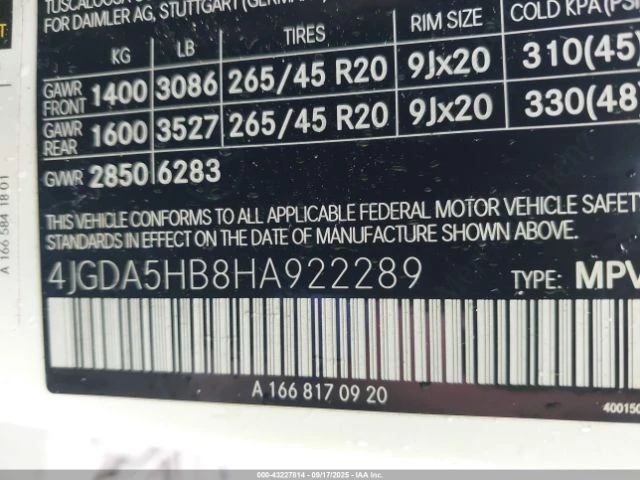 FOR DAIMLER AG, STUTTGART
KG LB TIRES RIM SIZE COLD KPA
GAWR FRONT 1400 3086 265/45 R20 9Jx20 310(45)
GAWR REAR 1600 3527 265/45 R20 9Jx20 330(48
GVWR 2850 6283
THIS VEHICLE CONFORMS TO ALL APPLICABLE FEDERAL MOTOR VEHICLE SAFETY
STANDARDS IN EFFECT ON THE DATE OF MANUFACTURE SHOWN ABOVE.
4JGDA5HB8HA922289 TYPE: MPV
A 166 817 09 20
400150
A 166 584 18 01
000-43227814 - 09/17/2025 - COPART